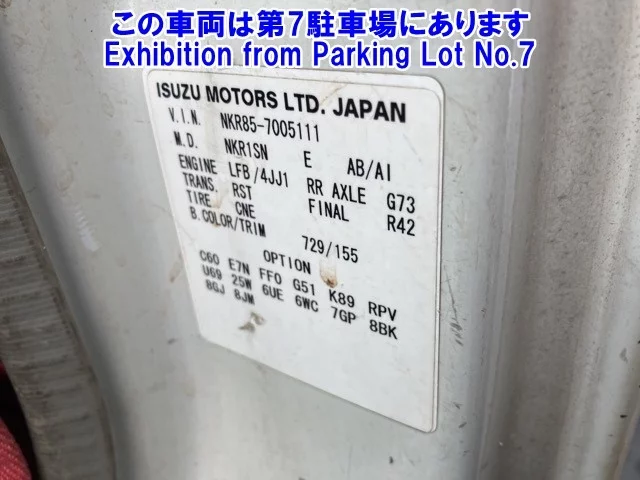 この車両は第7駐車場にあります
Exhibition from Parking Lot No.7
ISUZU MOTORS LTD. JAPAN
V.I.N. NKR85-7005111
M.D. NKR1SN E AB/AI
ENGINE LFB/4JJ1 RR AXLE G73
TRANS. RST FINAL R42
TIRE CNE
B.COLOR/TRIM 729/155
OPTION
C60 E7N FFO G51 K89 RPV
U69 25W 6UE 6WC 7GP 8BK
8GJ 8JM